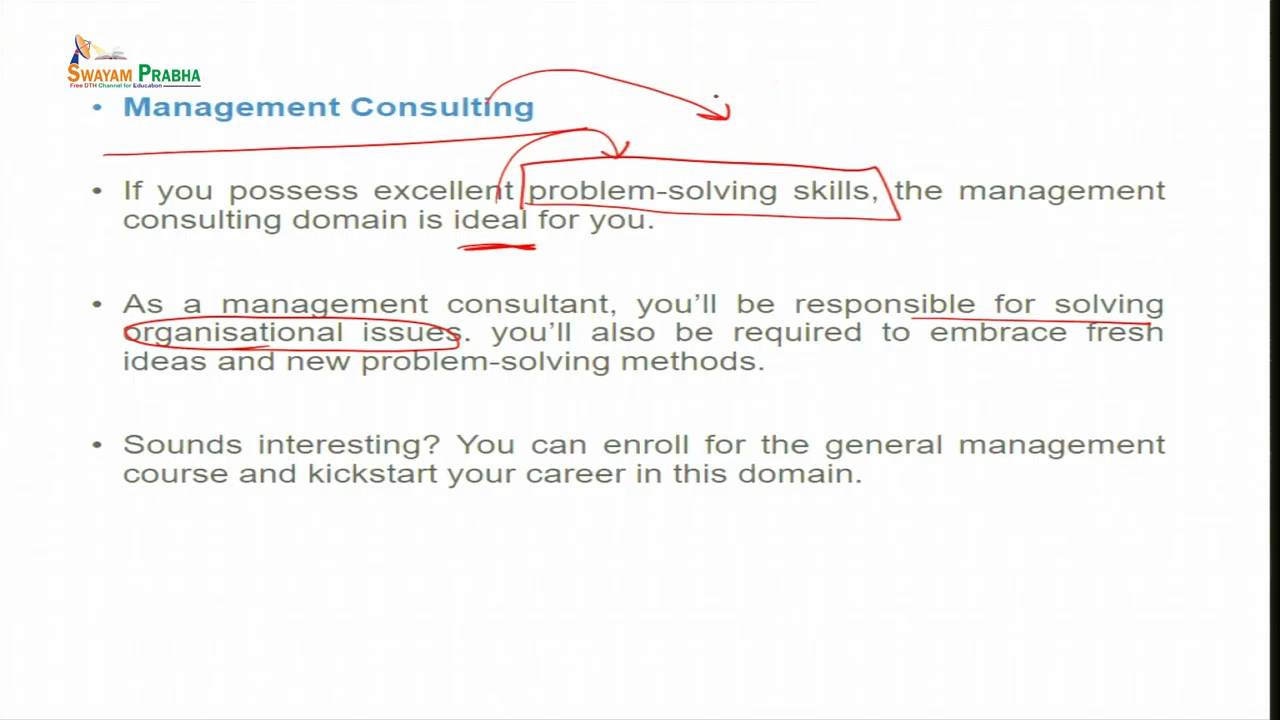 SWAYAM PRABHA
Free DTH Channel for Education
• Management Consulting
• If you possess excellent problem-solving skills, the management
consulting domain is ideal for you.
• As a management consultant, you'll be responsible for solving
organisational issues. you'll also be required to embrace fresh
ideas and new problem-solving methods.
• Sounds interesting? You can enroll for the general management
course and kickstart your career in this domain.